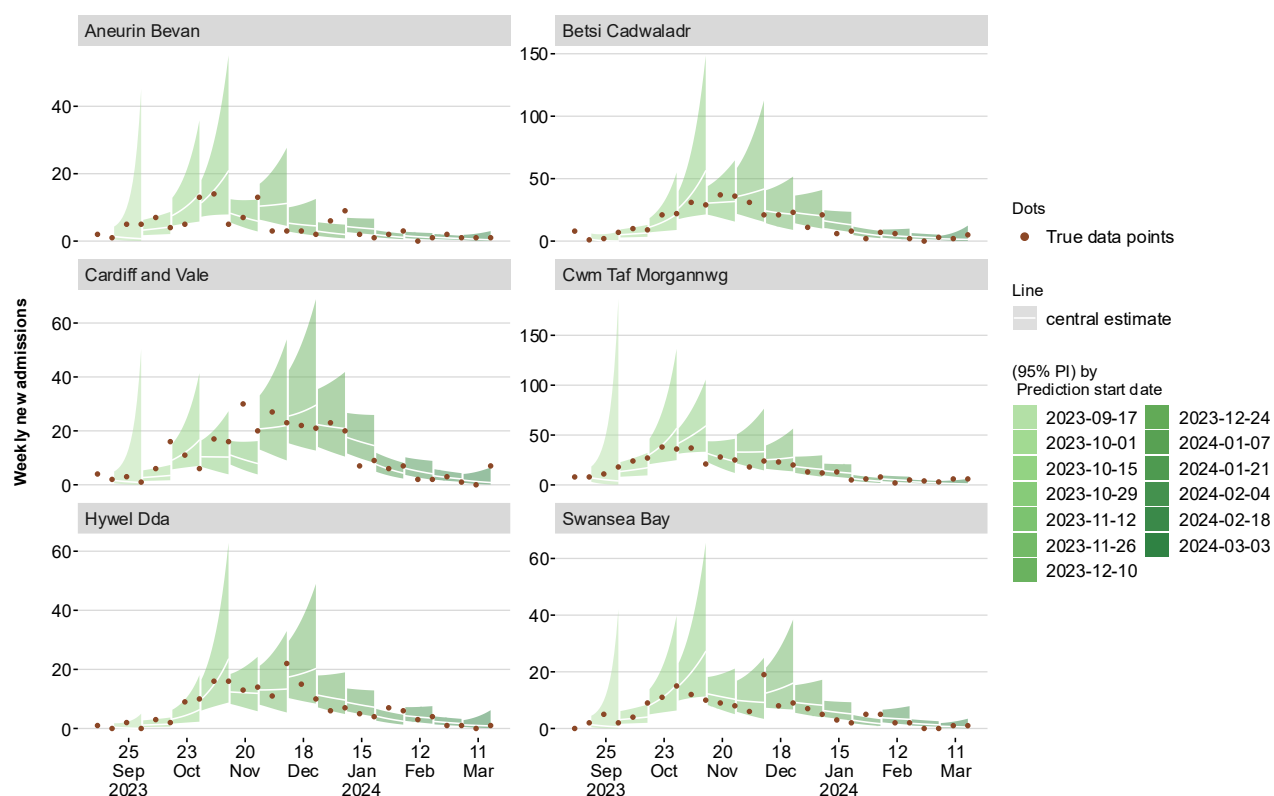 Aneurin Bevan
Betsi Cadwaladr
40
20
0
150
100
50
0
Cardiff and Vale
Cwm Taf Morgannwg
60
40
20
0
150
100
50
0
Hywel Dda
Swansea Bay
60
40
20
0
60
40
20
0
25 23 20 18 15 12 11
Sep Oct Nov Dec Jan Feb Mar
2023 2024
25 23 20 18 15 12 11
Sep Oct Nov Dec Jan Feb Mar
2023 2024
Weekly new admissions
Dots
True data points
Line
central estimate
(95% PI) by
Prediction start date
2023-09-17
2023-10-01
2023-10-15
2023-10-29
2023-11-12
2023-11-26
2023-12-10
2023-12-24
2024-01-07
2024-01-21
2024-02-04
2024-02-18
2024-03-03